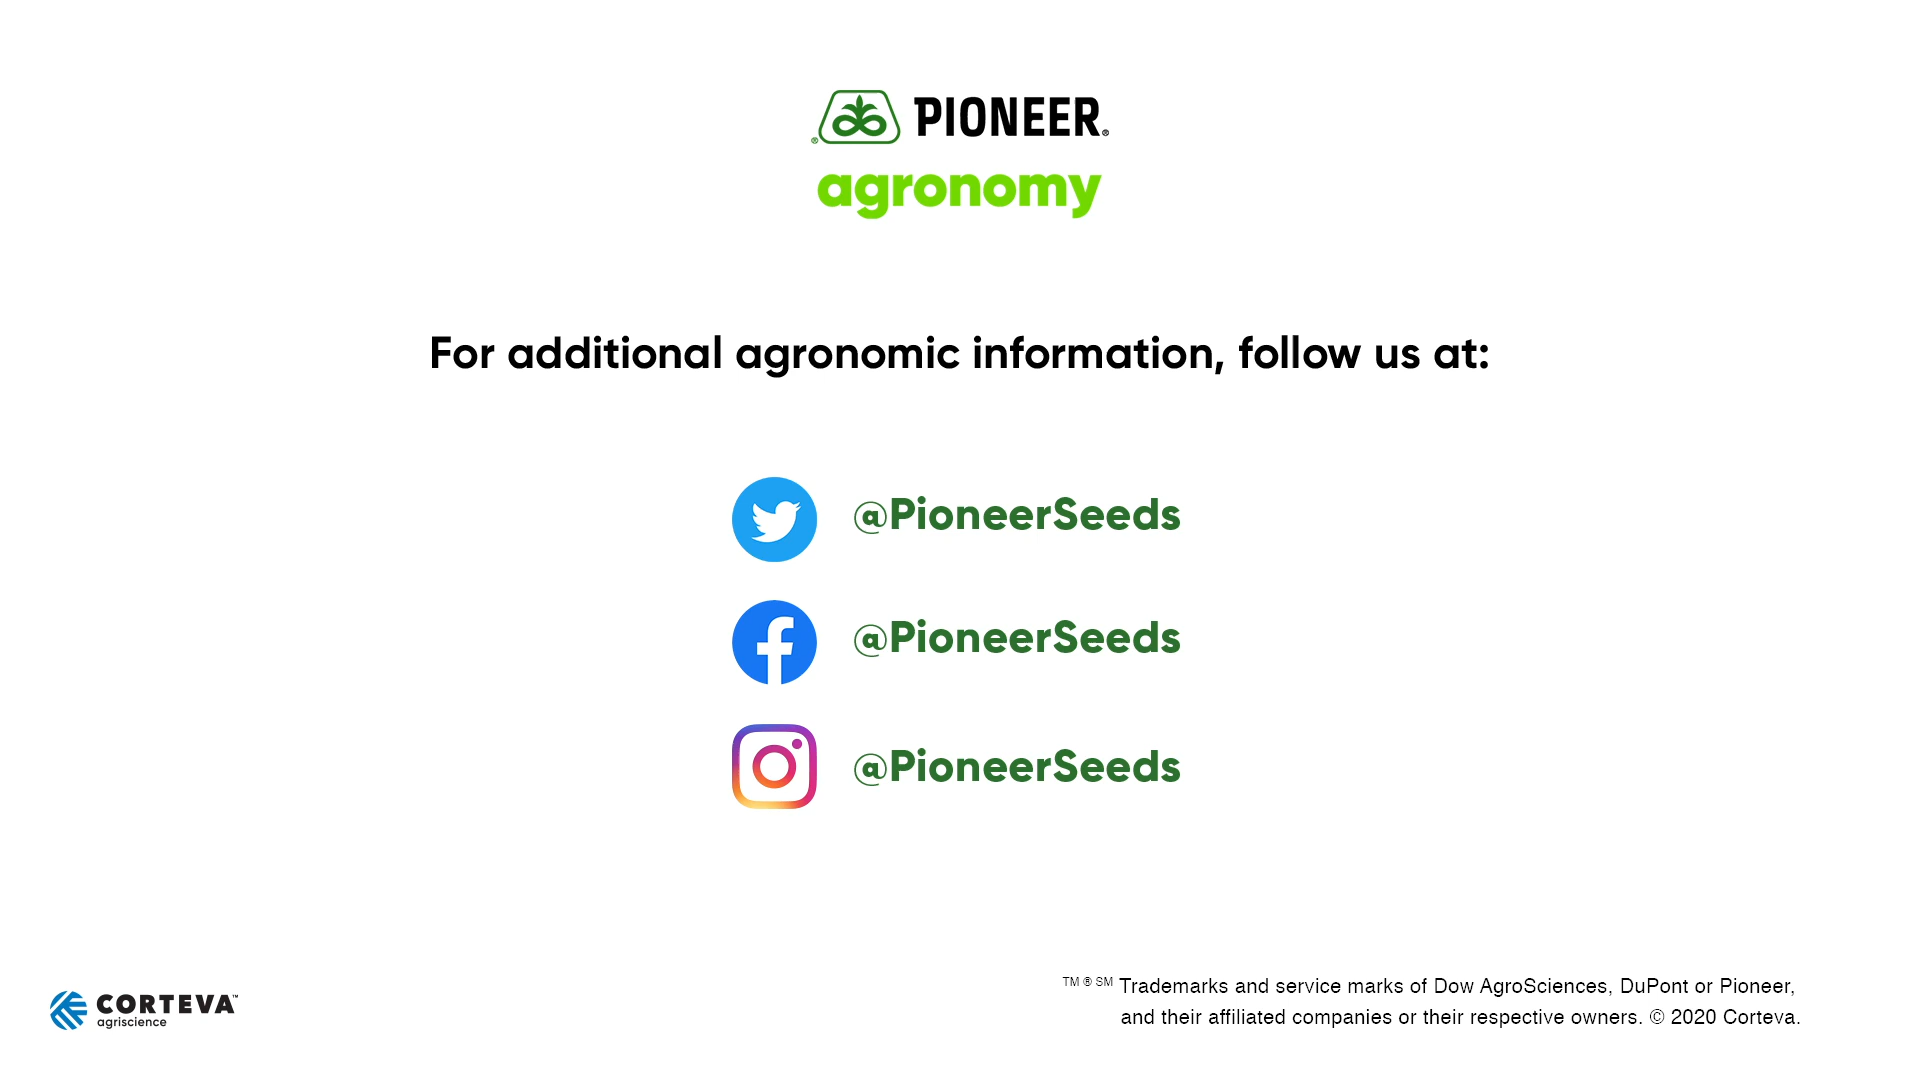 PIONEER®
agronomy
For additional agronomic information, follow us at:
@PioneerSeeds
@PioneerSeeds
@PioneerSeeds
CORTEVA™
agriscience
TM ® SM Trademarks and service marks of Dow AgroSciences, DuPont or Pioneer,
and their affiliated companies or their respective owners. © 2020 Corteva.